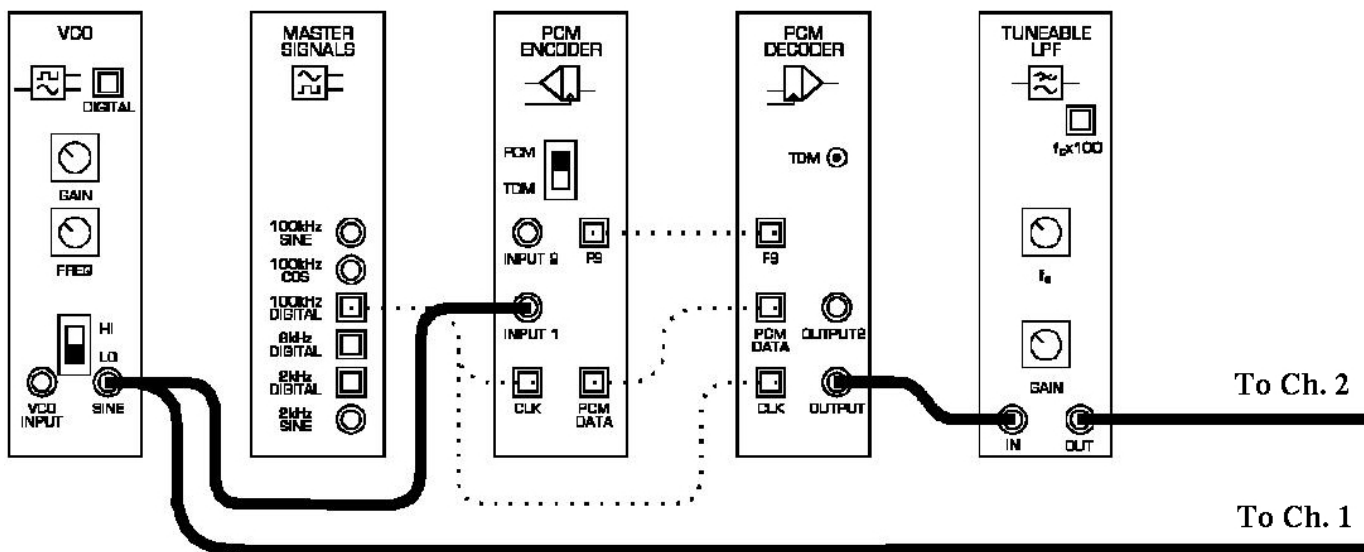 VCO
DIGITAL
GAIN
FREQ
HI
LO
VCO
INPUT
SINE
MASTER
SIGNALS
100kHz
SINE
100kHz
COS
100kHz
DIGITAL
8kHz
DIGITAL
2kHz
DIGITAL
2kHz
SINE
PCM
ENCODER
PCM
TDM
INPUT 2
FS
INPUT 1
CLK
PCM
DATA
PCM
DECODER
TDM
FS
PCM
DATA
OUTPUT2
CLK
OUTPUT
TUNEABLE
LPF
fcx100
fc
GAIN
IN
OUT
To Ch. 2
To Ch. 1